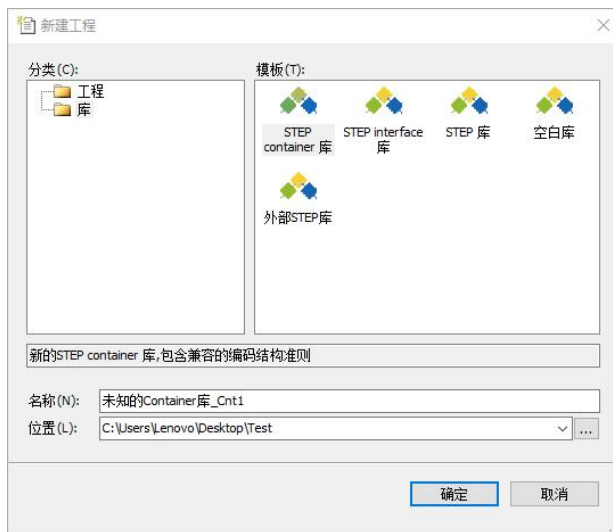 新建工程
分类(C):
模板(T):
工程
库
STEP
container 库
STEP interface
库
STEP 库
空白库
外部STEP库
新的STEP container 库,包含兼容的编码结构准则
名称(N):
未知的Container库_Cnt1
位置(L):
C:\Users\Lenovo\Desktop\Test
...
确定
取消